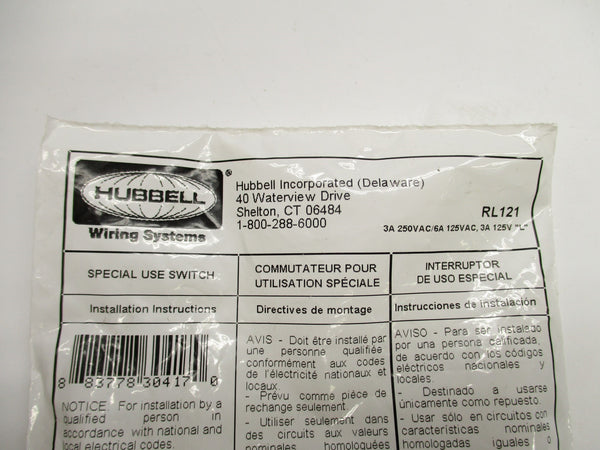 HUBBELL
®
Wiring Systems
Hubbell Incorporated (Delaware)
40 Waterview Drive
Shelton, CT 06484
1-800-288-6000
RL121
3A 250VAC/6A 125VAC, 3A 125V "L"
SPECIAL USE SWITCH
Installation Instructions
8 83778 30417 0
NOTICE: For installation by a
qualified person in
accordance with national and
local electrical codes.
COMMUTATEUR POUR
UTILISATION SPÉCIALE
Directives de montage
AVIS - Doit être installé par
une personne qualifiée
conformément aux codes
de l'électricité nationaux et
locaux.
- Prévu comme pièce de
rechange seulement.
- Utiliser seulement dans
des circuits aux valeurs
nominales homologuées
INTERRUPTOR
DE USO ESPECIAL
Instrucciones de instalación
AVISO - Para ser instalado
por una persona calificada,
de acuerdo con los códigos
eléctricos nacionales y
locales.
- Destinado a usarse
únicamente como repuesto.
- Usar sólo en circuitos con
características nominales
homologadas iguales o